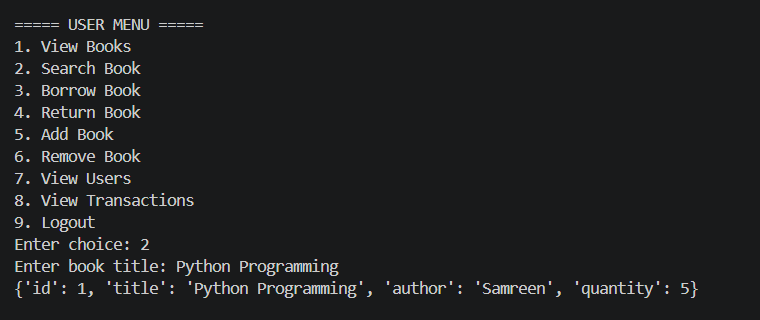 ===== USER MENU =====
1. View Books
2. Search Book
3. Borrow Book
4. Return Book
5. Add Book
6. Remove Book
7. View Users
8. View Transactions
9. Logout
Enter choice: 2
Enter book title: Python Programming
{'id': 1, 'title': 'Python Programming', 'author': 'Samreen', 'quantity': 5}